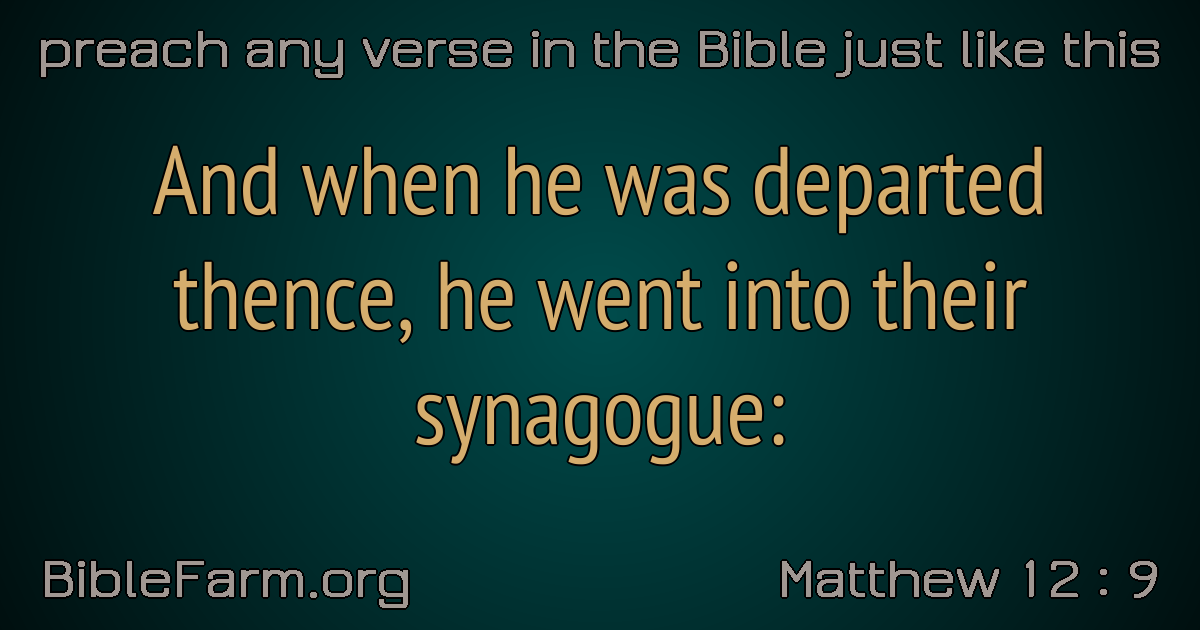 preach any verse in the Bible just like this
And when he was departed
thence, he went into their
synagogue:
BibleFarm.org
Matthew 12 : 9